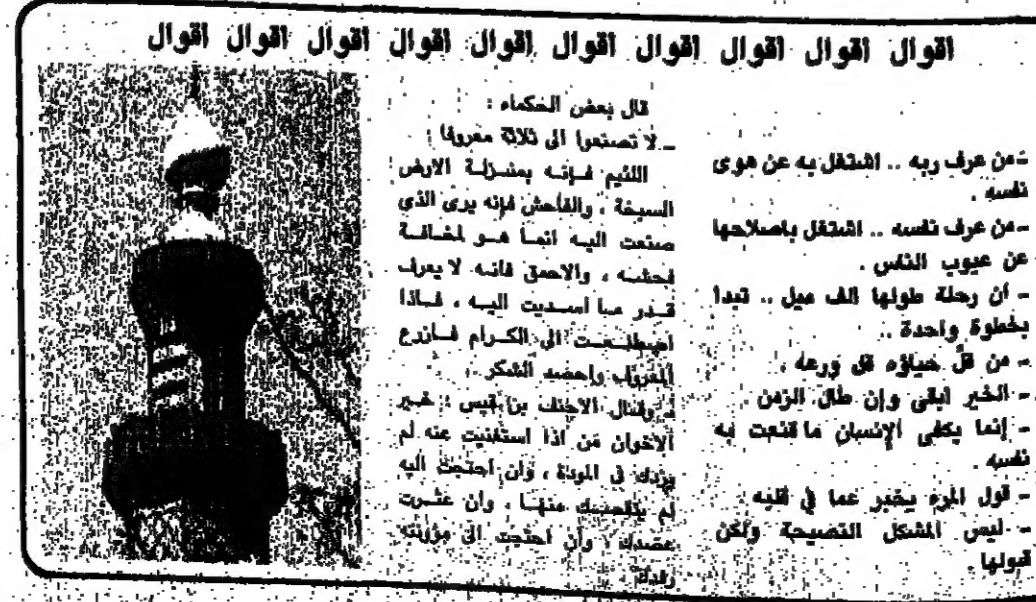 اقوال اقوال اقوال اقوال اقوال اقوال اقوال اقوال اقوال
-من عرف ربه .. اشتغل به عن هوى
نفسه .
-من عرف نفسه .. اشتغل باصلاحها
عن عيوب الناس .
- ان رحلة طولها الف ميل .. تبدا
بخطوة واحدة ..
- من قلّ حياؤه قل ورعه .
- الخير ابقى وإن طال الزمن .
- إنما يكفى الإنسان ما قنعت به
نفسه .
- قول المرء يخبر عما في قلبه .
- ليس المشكل النصيحة ولكن
قبولها .
قال بعض الحكماء :
ـ لا تصنعوا الى ثلاثة معروفا :
اللئيم فإنه بمنزلة الارض
السبخة ، والفاحش فإنه يرى الذي
صنعت اليه انما هو لمخافة
فحشه ، والاحمق فانه لا يعرف
قدر ما اسديت اليه ، فاذا
اصطنعت الى الكرام فازرع
المعروف واحصد الشكر .
ـ وقال الاحنف بن قيس : خير
الاخوان من اذا استغنيت عنه لم
يزدك في المودة ، وان احتجت اليه
لم ينقصك منها ، وان عثرت
عضدك ، وان احتجت الى مؤونته
رفدك .